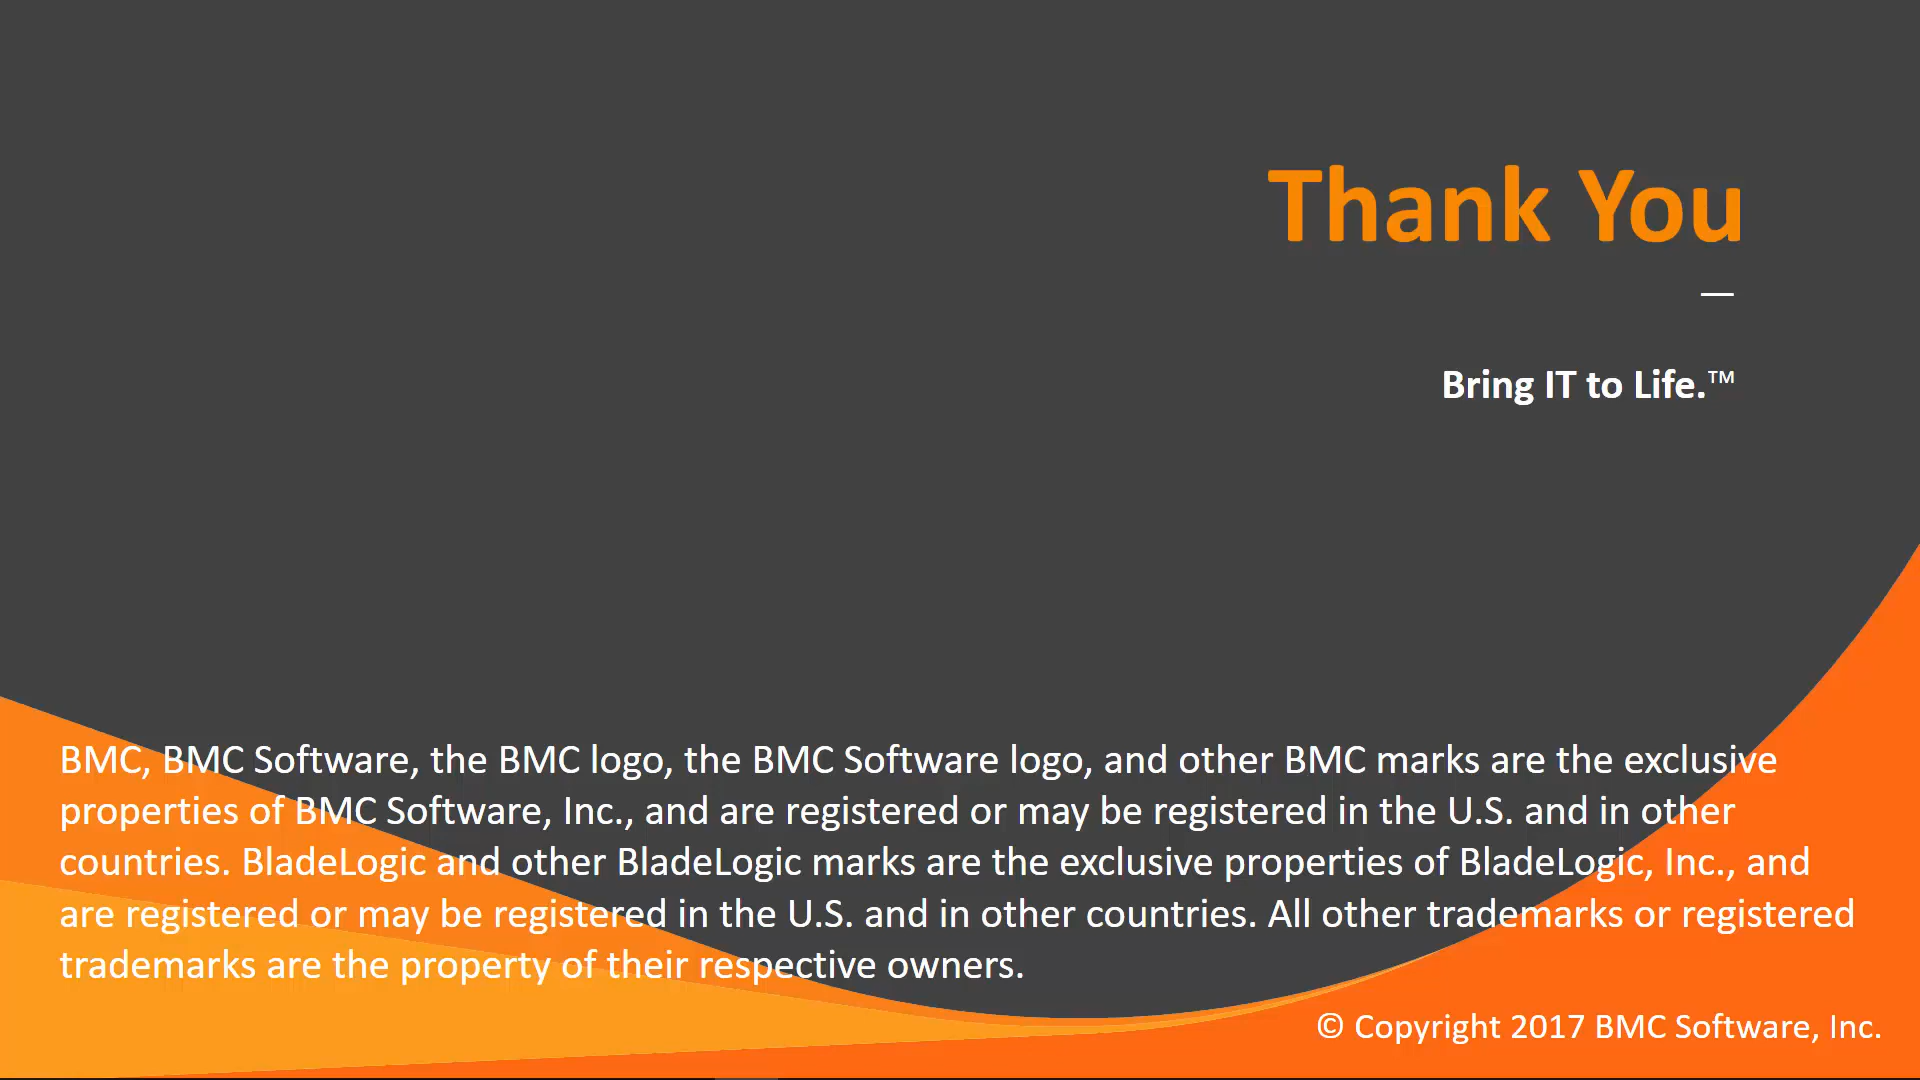 Thank You
Bring IT to Life.™
BMC, BMC Software, the BMC logo, the BMC Software logo, and other BMC marks are the exclusive
properties of BMC Software, Inc., and are registered or may be registered in the U.S. and in other
countries. BladeLogic and other BladeLogic marks are the exclusive properties of BladeLogic, Inc., and
are registered or may be registered in the U.S. and in other countries. All other trademarks or registered
trademarks are the property of their respective owners.
© Copyright 2017 BMC Software, Inc.